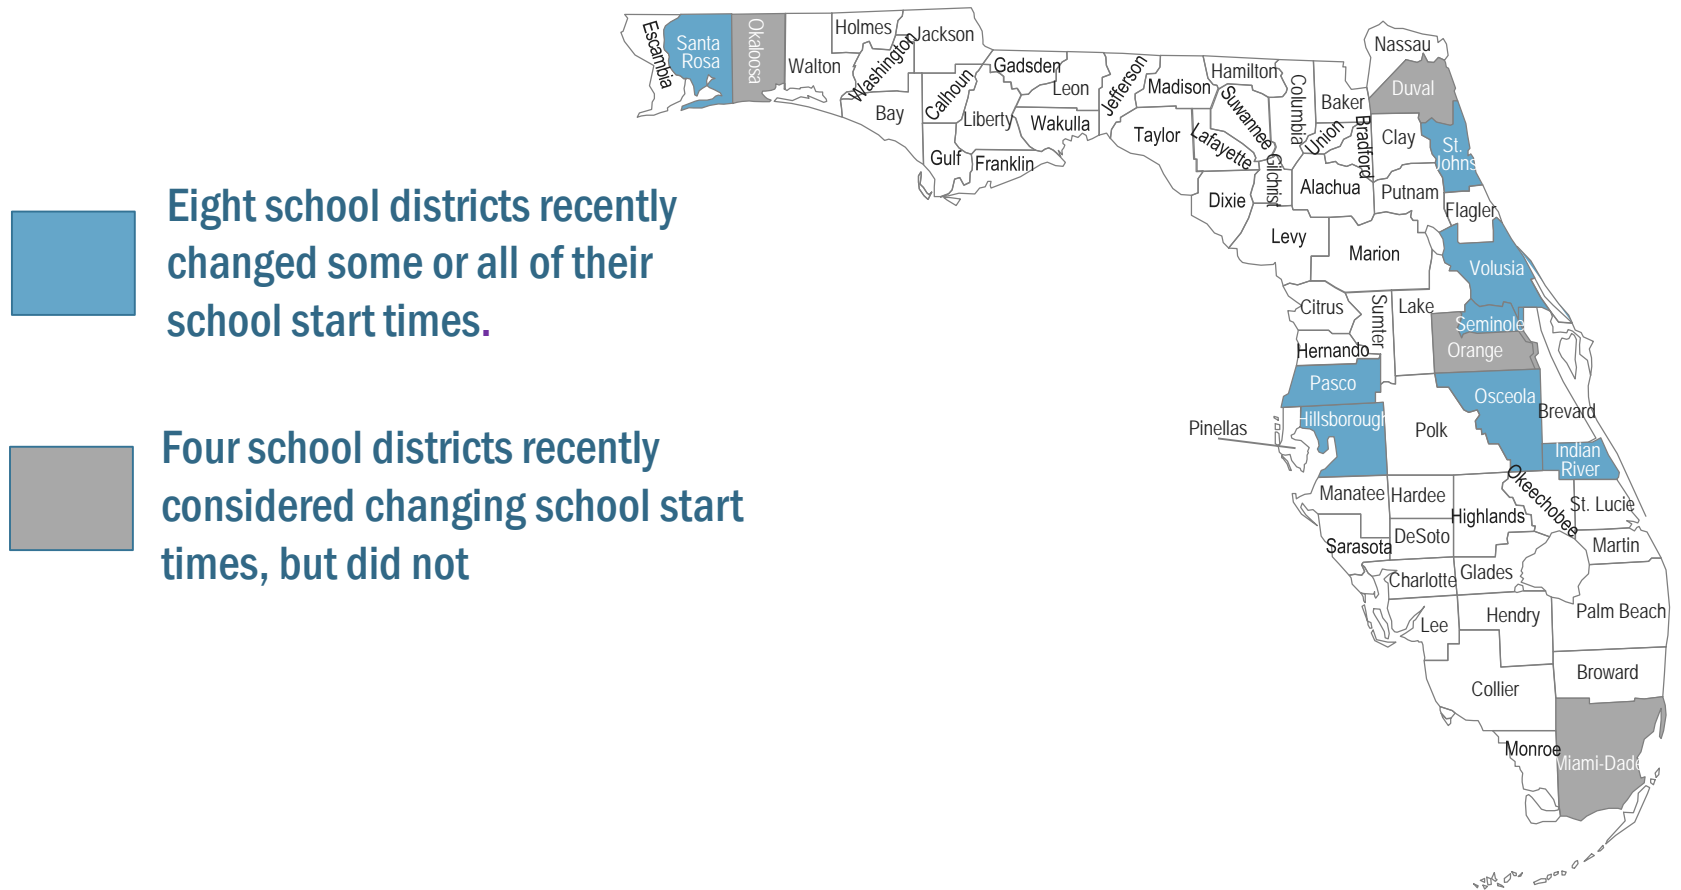 Eight school districts recently
changed some or all of their
school start times.
Four school districts recently
considered changing school start
times, but did not
Escambia
Santa
Rosa
Okaloosa
Walton
Holmes
Washington
Jackson
Bay
Calhoun
Gulf
Liberty
Gadsden
Franklin
Leon
Wakulla
Jefferson
Madison
Taylor
Hamilton
Suwannee
Lafayette
Dixie
Columbia
Gilchrist
Baker
Union
Bradford
Alachua
Levy
Nassau
Duval
Clay
St.
Johns
Putnam
Flagler
Marion
Volusia
Citrus
Sumter
Lake
Seminole
Orange
Hernando
Pasco
Osceola
Brevard
Hillsborough
Pinellas
Polk
Indian
River
Manatee
Hardee
Okeechobee
St. Lucie
Highlands
DeSoto
Sarasota
Martin
Charlotte
Glades
Lee
Hendry
Palm Beach
Broward
Collier
Monroe
Miami-Dade